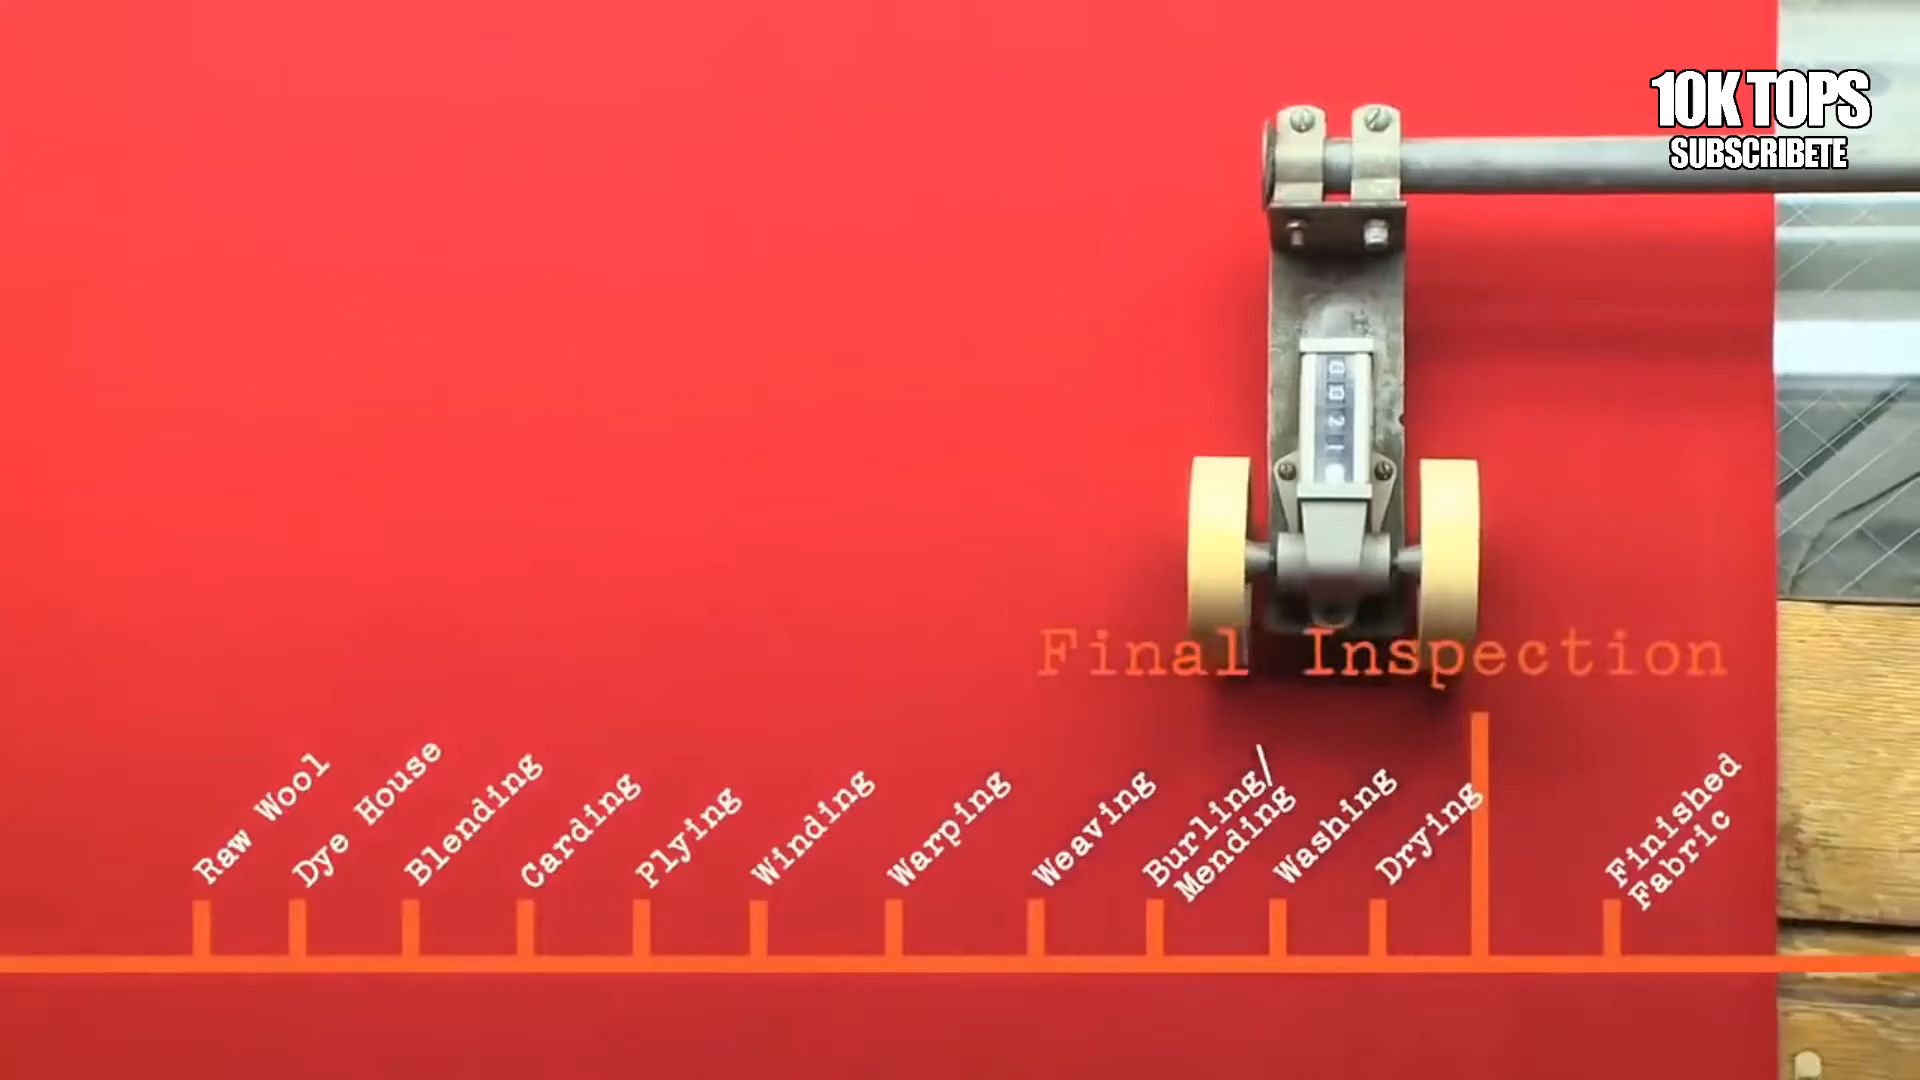 10K TOPS
SUBSCRIBETE
Final Inspection
Raw Wool
Dye House
Blending
Carding
Plying
Winding
Warping
Weaving
Burling/
Mending
Washing
Drying
Finished
Fabric